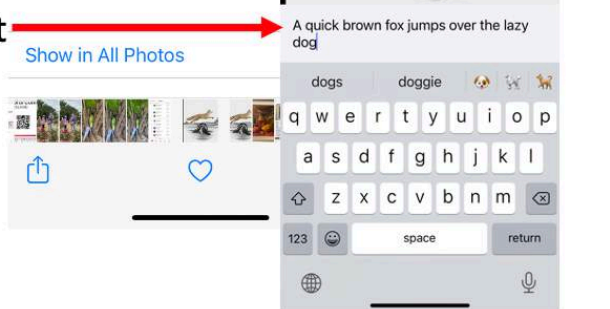 t
Show in All Photos
A quick brown fox jumps over the lazy
dog
dogs doggie
q w e r t y u i o p
a s d f g h j k l
z x c v b n m
123 space return